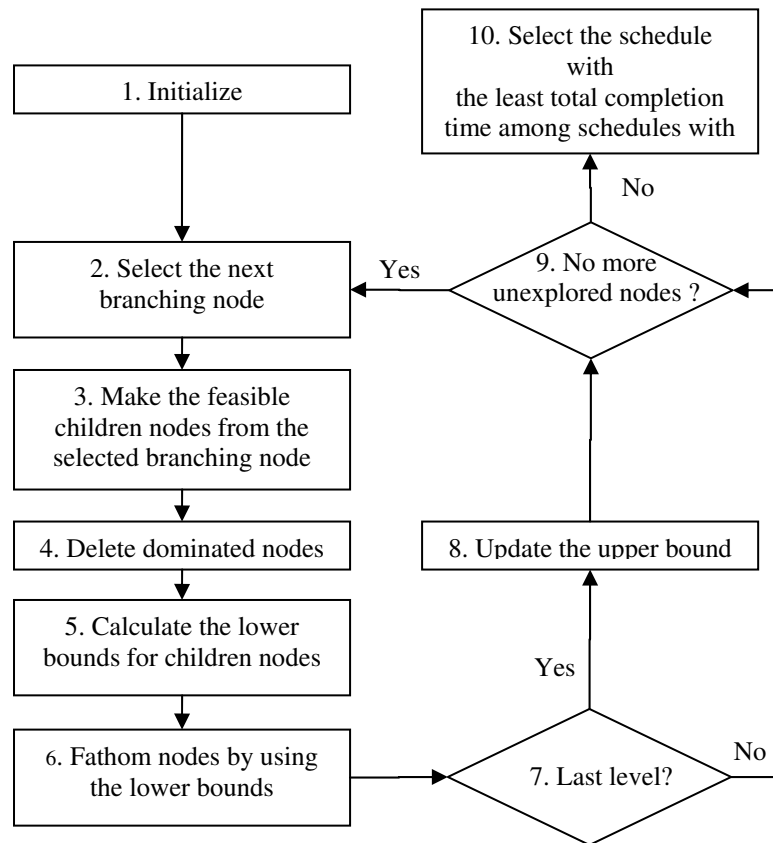 1. Initialize
2. Select the next
branching node
3. Make the feasible
children nodes from the
selected branching node
4. Delete dominated nodes
5. Calculate the lower
bounds for children nodes
6. Fathom nodes by using
the lower bounds
7. Last level?
Yes
No
8. Update the upper bound
9. No more
unexplored nodes ?
Yes
No
10. Select the schedule
with
the least total completion
time among schedules with